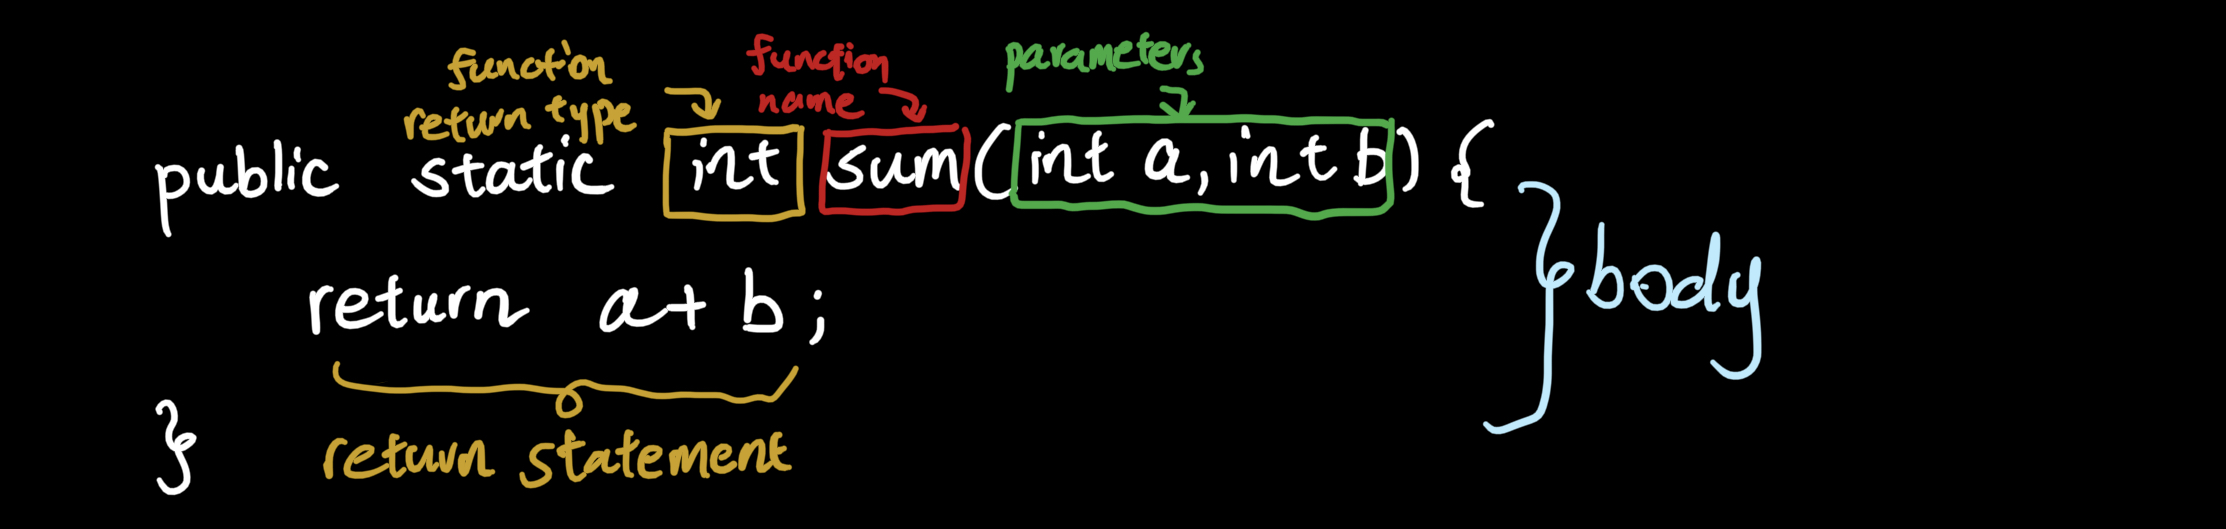 function
return type
function
name
parameters
public static int sum(int a, int b) {
return a + b;
}
return statement
body